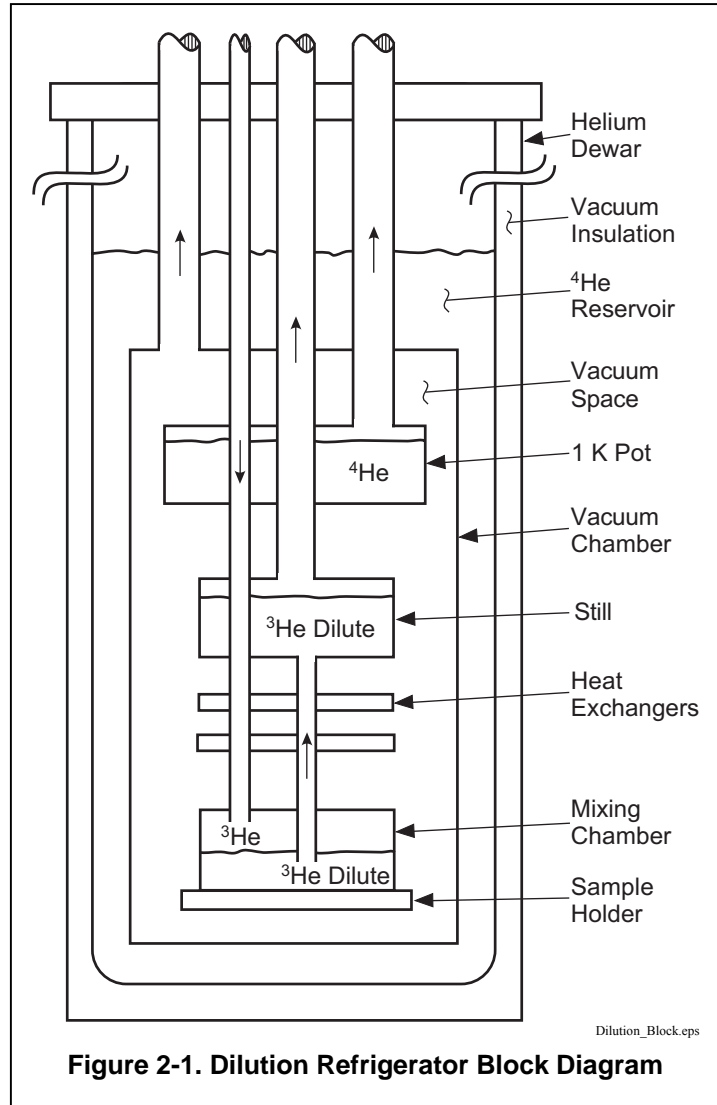 Helium
Dewar
Vacuum
Insulation
⁴He
Reservoir
Vacuum
Space
⁴He
1 K Pot
Vacuum
Chamber
³He Dilute
Still
Heat
Exchangers
³He
Mixing
Chamber
³He Dilute
Sample
Holder
Dilution_Block.eps
Figure 2-1. Dilution Refrigerator Block Diagram